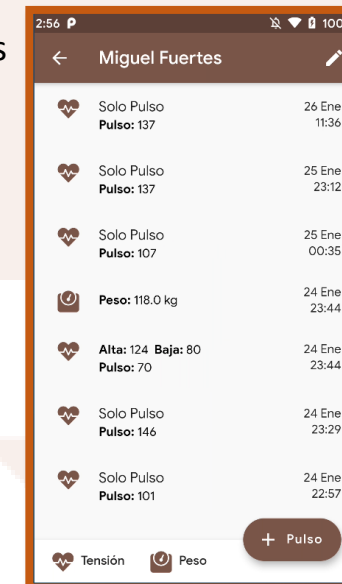 s
2:56 P 100
Miguel Fuertes
Solo Pulso 26 Ene
Pulso: 137 11:36
Solo Pulso 25 Ene
Pulso: 137 23:12
Solo Pulso 25 Ene
Pulso: 107 00:35
Peso: 118.0 kg 24 Ene
23:44
Alta: 124 Baja: 80 24 Ene
Pulso: 70 23:44
Solo Pulso 24 Ene
Pulso: 146 23:29
Solo Pulso 24 Ene
Pulso: 101 22:57
+ Pulso
Tensión Peso